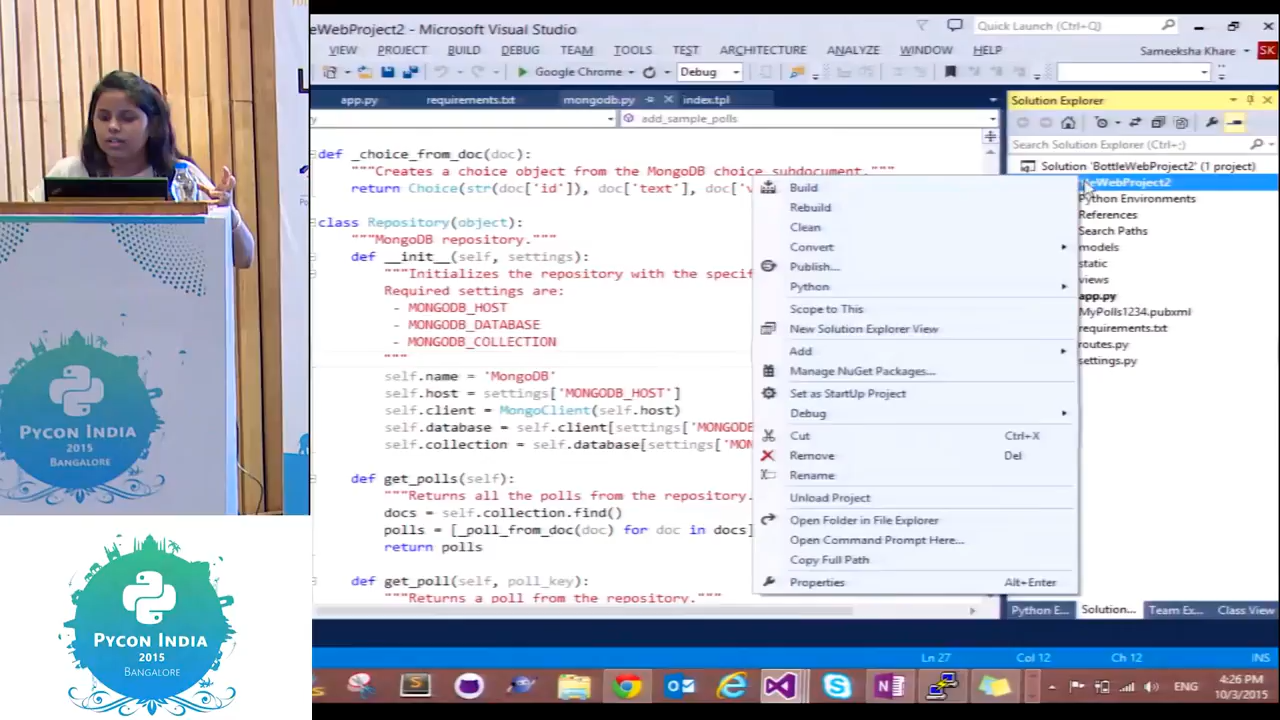 eWebProject2 - Microsoft Visual Studio
Quick Launch (Ctrl+Q)
VIEW PROJECT BUILD DEBUG TEAM TOOLS TEST ARCHITECTURE ANALYZE WINDOW HELP
Sameeksha Khare SK
Google Chrome Debug
app.py requirements.txt mongodb.py index.tpl
y add_sample_polls
def _choice_from_doc(doc):
"""Creates a choice object from the MongoDB choice subdocument."""
return Choice(str(doc['id']), doc['text'], doc['v
class Repository(object):
"""MongoDB repository."""
def __init__(self, settings):
"""Initializes the repository with the specif
Required settings are:
- MONGODB_HOST
- MONGODB_DATABASE
- MONGODB_COLLECTION
"""
self.name = 'MongoDB'
self.host = settings['MONGODB_HOST']
self.client = MongoClient(self.host)
self.database = self.client[settings['MONGODB
self.collection = self.database[settings['MON
def get_polls(self):
"""Returns all the polls from the repository.
docs = self.collection.find()
polls = [_poll_from_doc(doc) for doc in docs]
return polls
def get_poll(self, poll_key):
"""Returns a poll from the repository."""
Build
Rebuild
Clean
Convert
Publish...
Python
Scope to This
New Solution Explorer View
Add
Manage NuGet Packages...
Set as StartUp Project
Debug
Cut Ctrl+X
Remove Del
Rename
Unload Project
Open Folder in File Explorer
Open Command Prompt Here...
Copy Full Path
Properties Alt+Enter
Solution Explorer
Search Solution Explorer (Ctrl+;)
Solution 'BottleWebProject2' (1 project)
leWebProject2
Python Environments
References
Search Paths
models
static
views
app.py
MyPolls1234.pubxml
requirements.txt
routes.py
settings.py
Python E... Solution... Team Ex... Class View
Ln 27 Col 12 Ch 12 INS
ENG
4:26 PM
10/3/2015
PYCON INDIA
2015
BANGALORE
PYCON INDIA
2015
BANGALORE